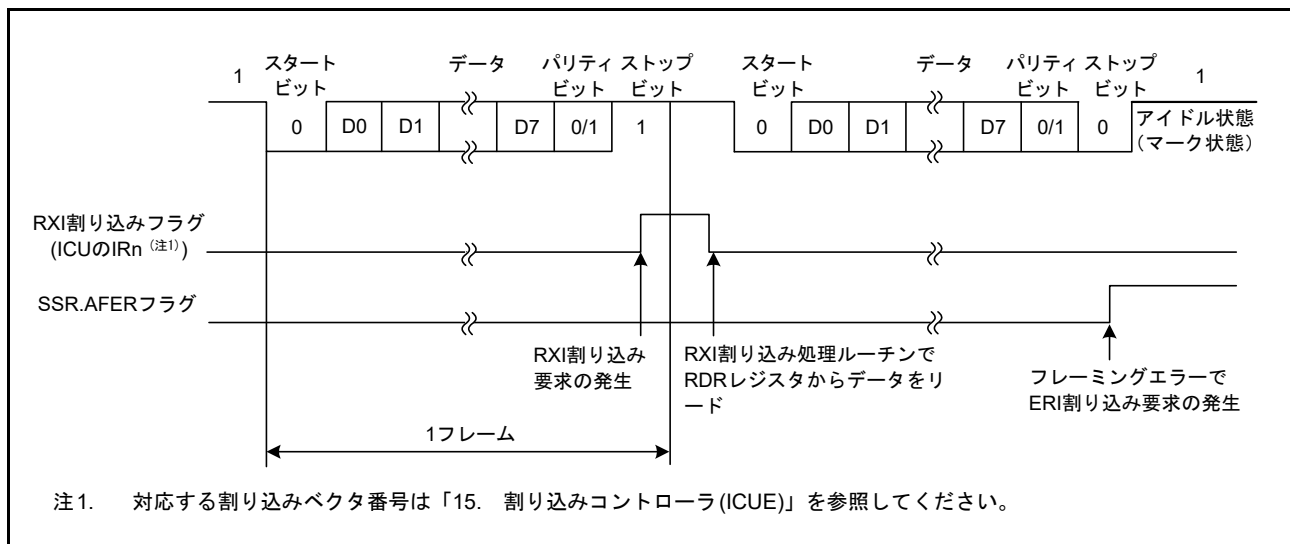 1 スタート ビット データ パリティ ビット ストップ ビット スタート ビット データ パリティ ビット ストップ ビット 1
0 D0 D1 D7 0/1 1 0 D0 D1 D7 0/1 0 アイドル状態
(マーク状態)
RXI割り込みフラグ
(ICUのIRn (注1))
SSR.AFERフラグ
RXI割り込み
要求の発生
RXI割り込み処理ルーチンで
RDRレジスタからデータをリ
ード
フレーミングエラーで
ERI割り込み要求の発生
1フレーム
注1. 対応する割り込みベクタ番号は「15. 割り込みコントローラ(ICUE)」を参照してください。